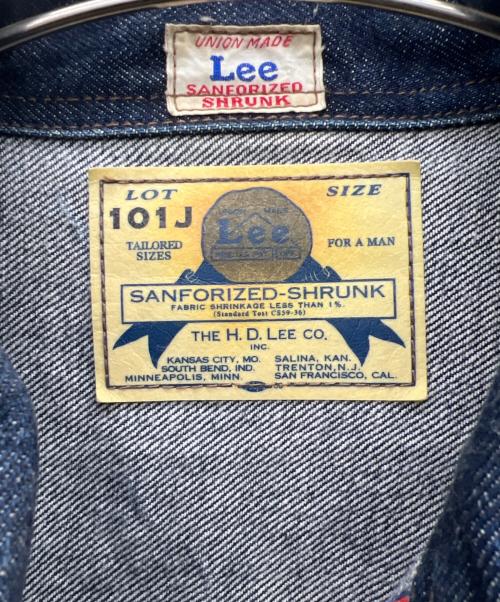 UNION MADE
Lee
SANFORIZED
SHRUNK
LOT SIZE
101J
UNION MADE
Lee
TAILORED
SIZES
FOR A MAN
SANFORIZED-SHRUNK
FABRIC SHRINKAGE LESS THAN 1%.
(Standard Test CS59-36)
THE H. D. LEE CO.
INC.
KANSAS CITY, MO. SALINA, KAN.
SOUTH BEND, IND. TRENTON, N.J.
MINNEAPOLIS, MINN. SAN FRANCISCO, CAL.